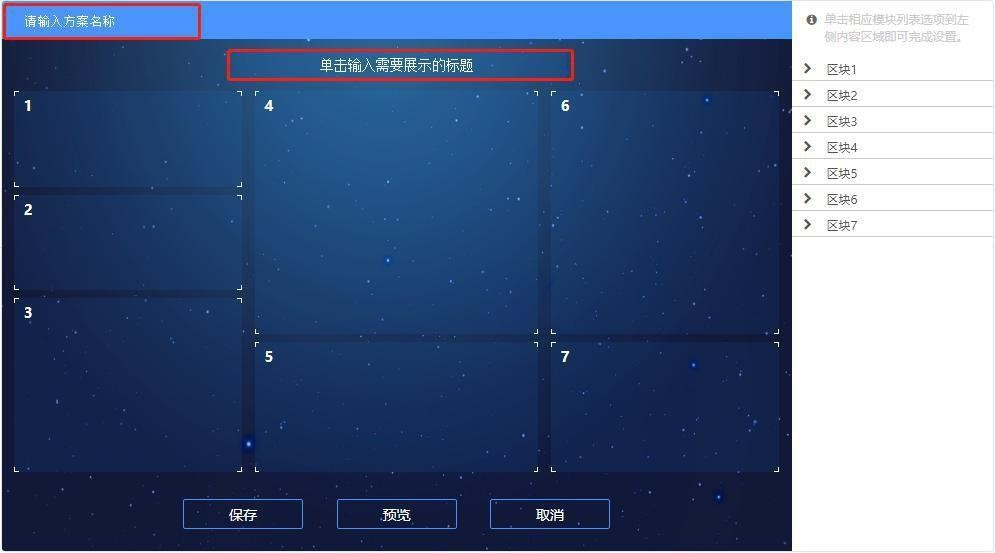 请输入方案名称
单击输入需要展示的标题
1
4
6
2
3
5
7
保存
预览
取消
单击相应模块列表选项到左
侧内容区域即可完成设置。
区块1
区块2
区块3
区块4
区块5
区块6
区块7